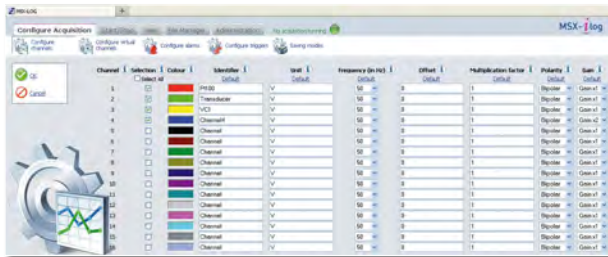 MSX-iLOG
Configure Acquisition Start/Stop View File Manager Administration No acquisition running MSX-ilog
Configure channels Configure virtual channels Configure alarms Configure triggers Saving modes
OK
Cancel
Channel Selection Colour Identifier Unit Frequency (in Hz) Offset Multiplication factor Polarity Gain
Select all Default Default Default Default Default Default Default
1 V 50 0 1 Bipolar Gain x1
2 Transducer V 50 0 1 Bipolar Gain x1
3 V 50 0 1 Bipolar Gain x1
4 Channel4 V 50 0 1 Bipolar Gain x2
5 Channel V 50 0 1 Bipolar Gain x1
6 Channel V 50 0 1 Bipolar Gain x1
7 Channel V 50 0 1 Bipolar Gain x1
8 Channel V 50 0 1 Bipolar Gain x1
9 Channel V 50 0 1 Bipolar Gain x1
10 Channel V 50 0 1 Bipolar Gain x1
11 Channel V 50 0 1 Bipolar Gain x1
12 Channel V 50 0 1 Bipolar Gain x1
13 Channel V 50 0 1 Bipolar Gain x1
14 Channel V 50 0 1 Bipolar Gain x1
15 Channel V 50 0 1 Bipolar Gain x1
16 Channel V 50 0 1 Bipolar Gain x1